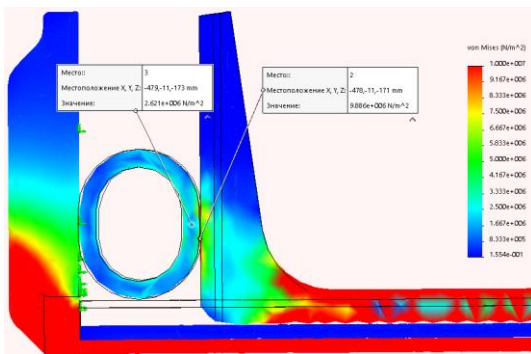 von Mises (N/m^2)
Место:: 3
Местоположение X, Y, Z: -479,-11,-173 mm
Значение: 2.621e+006 N/m^2
Место:: 2
Местоположение X, Y, Z: -478,-11,-171 mm
Значение: 9.886e+006 N/m^2
1.000e+007
9.167e+006
8.333e+006
7.500e+006
6.667e+006
5.833e+006
5.000e+006
4.167e+006
3.333e+006
2.500e+006
1.667e+006
8.333e+005
1.554e-001